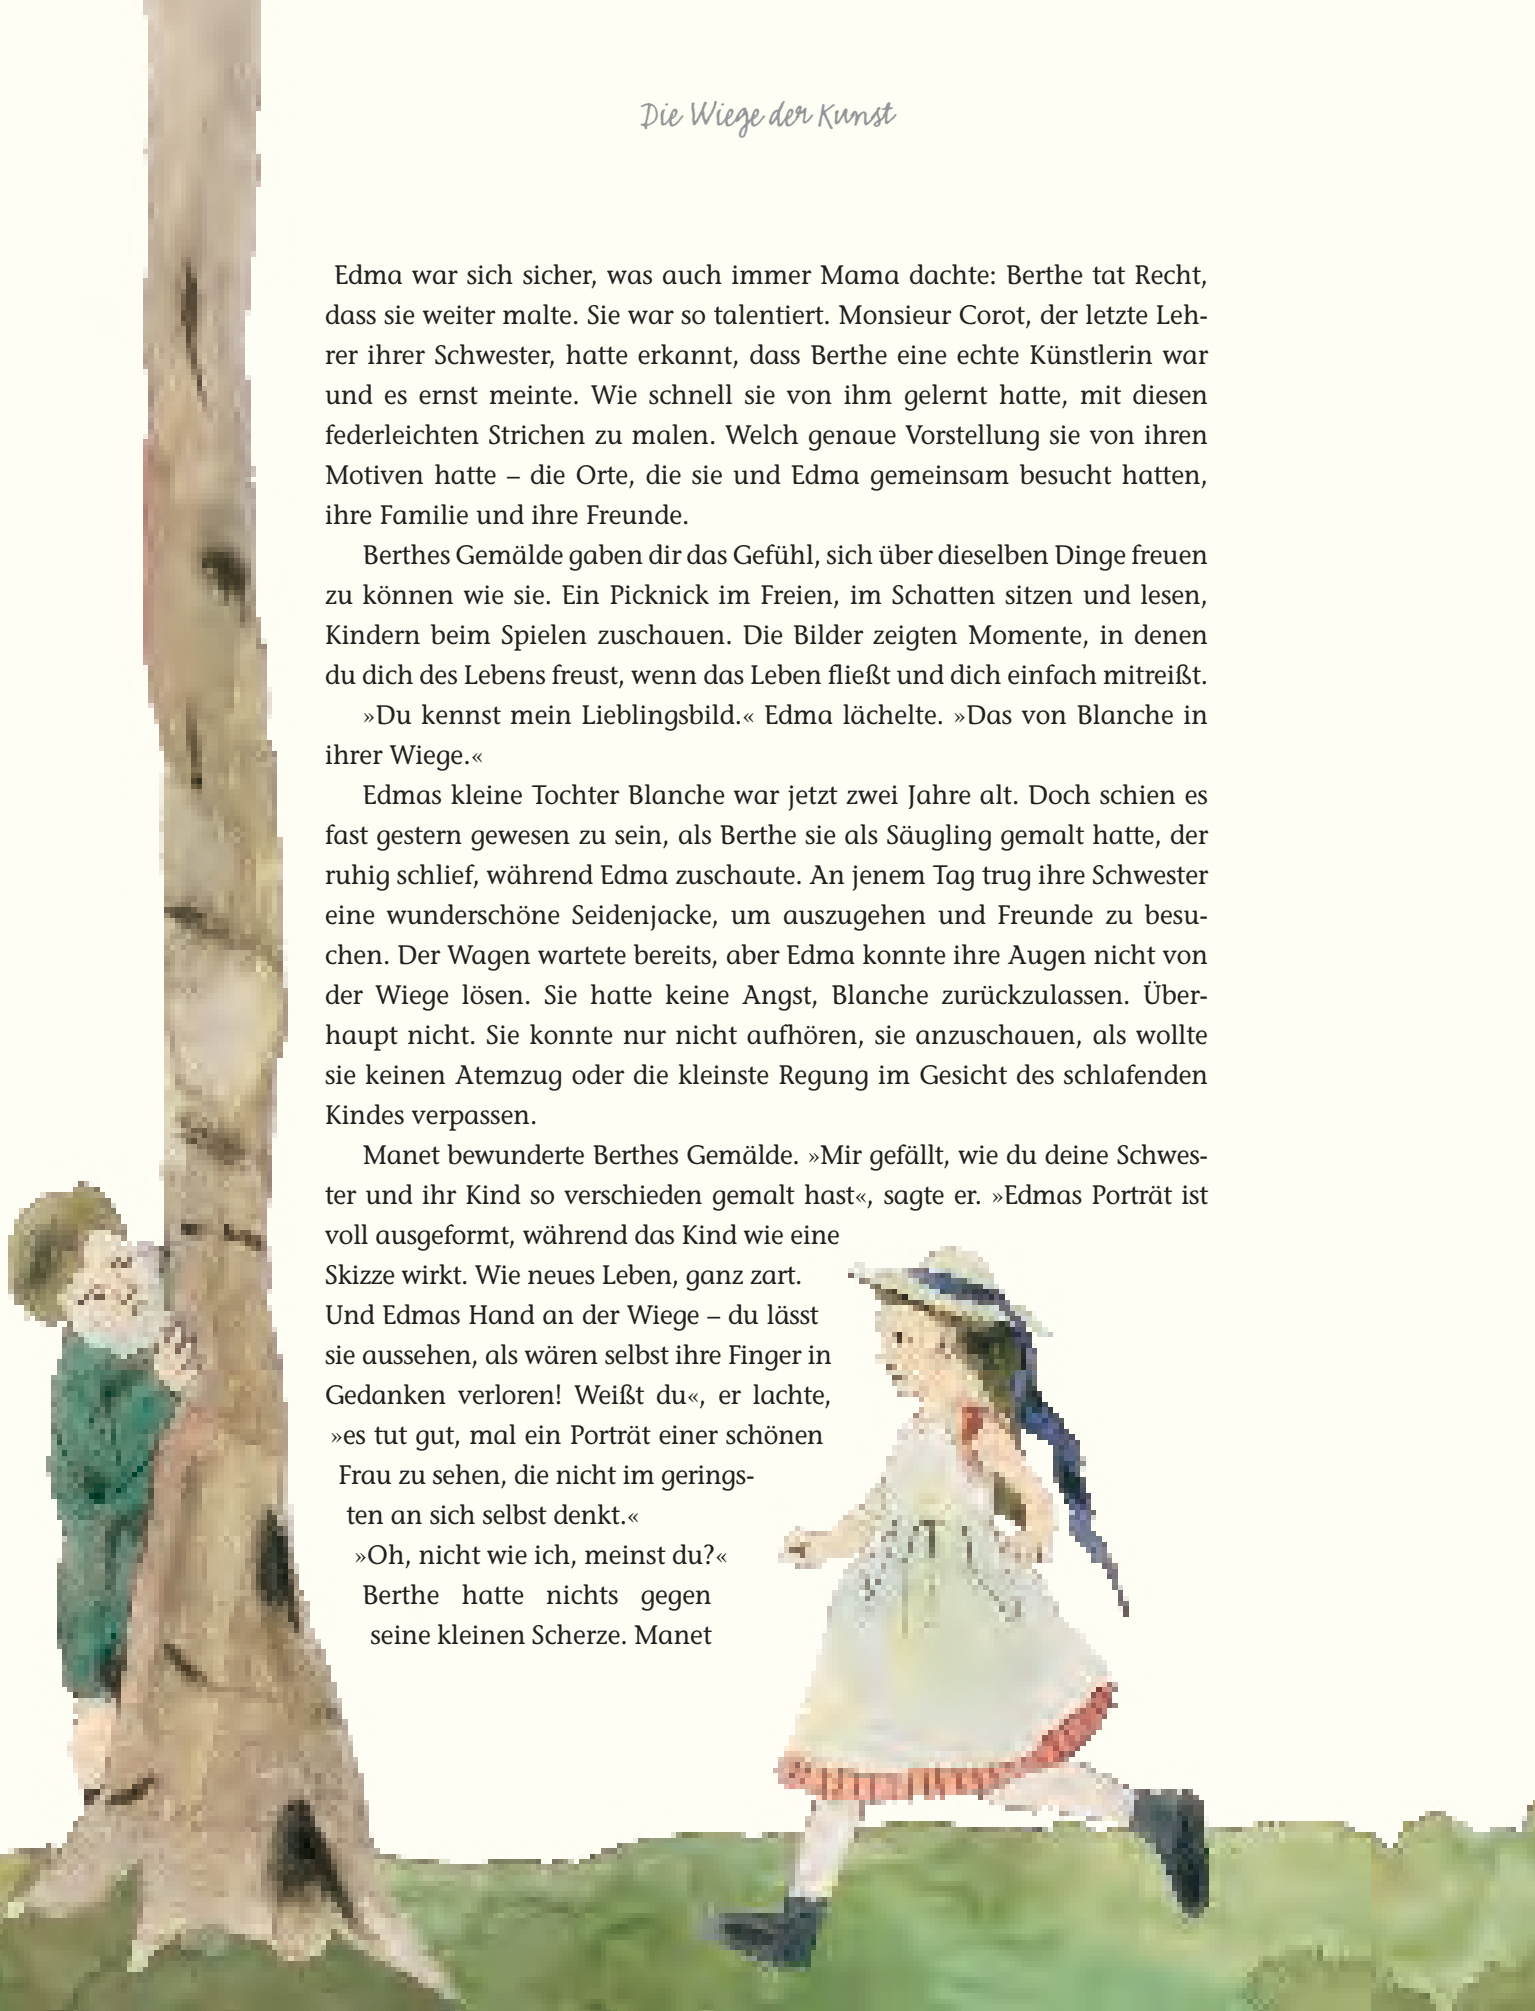 Die Wiege der Kunst
Edma war sich sicher, was auch immer Mama dachte: Berthe tat Recht,
dass sie weiter malte. Sie war so talentiert. Monsieur Corot, der letzte Leh-
rer ihrer Schwester, hatte erkannt, dass Berthe eine echte Künstlerin war
und es ernst meinte. Wie schnell sie von ihm gelernt hatte, mit diesen
federleichten Strichen zu malen. Welch genaue Vorstellung sie von ihren
Motiven hatte – die Orte, die sie und Edma gemeinsam besucht hatten,
ihre Familie und ihre Freunde.
Berthes Gemälde gaben dir das Gefühl, sich über dieselben Dinge freuen
zu können wie sie. Ein Picknick im Freien, im Schatten sitzen und lesen,
Kindern beim Spielen zuschauen. Die Bilder zeigten Momente, in denen
du dich des Lebens freust, wenn das Leben fließt und dich einfach mitreißt.
»Du kennst mein Lieblingsbild.« Edma lächelte. »Das von Blanche in
ihrer Wiege.«
Edmas kleine Tochter Blanche war jetzt zwei Jahre alt. Doch schien es
fast gestern gewesen zu sein, als Berthe sie als Säugling gemalt hatte, der
ruhig schlief, während Edma zuschaute. An jenem Tag trug ihre Schwester
eine wunderschöne Seidenjacke, um auszugehen und Freunde zu besu-
chen. Der Wagen wartete bereits, aber Edma konnte ihre Augen nicht von
der Wiege lösen. Sie hatte keine Angst, Blanche zurückzulassen. Über-
haupt nicht. Sie konnte nur nicht aufhören, sie anzuschauen, als wollte
sie keinen Atemzug oder die kleinste Regung im Gesicht des schlafenden
Kindes verpassen.
Manet bewunderte Berthes Gemälde. »Mir gefällt, wie du deine Schwes-
ter und ihr Kind so verschieden gemalt hast«, sagte er. »Edmas Porträt ist
voll ausgeformt, während das Kind wie eine
Skizze wirkt. Wie neues Leben, ganz zart.
Und Edmas Hand an der Wiege – du lässt
sie aussehen, als wären selbst ihre Finger in
Gedanken verloren! Weißt du«, er lachte,
»es tut gut, mal ein Porträt einer schönen
Frau zu sehen, die nicht im gerings-
ten an sich selbst denkt.«
»Oh, nicht wie ich, meinst du?«
Berthe hatte nichts gegen
seine kleinen Scherze. Manet